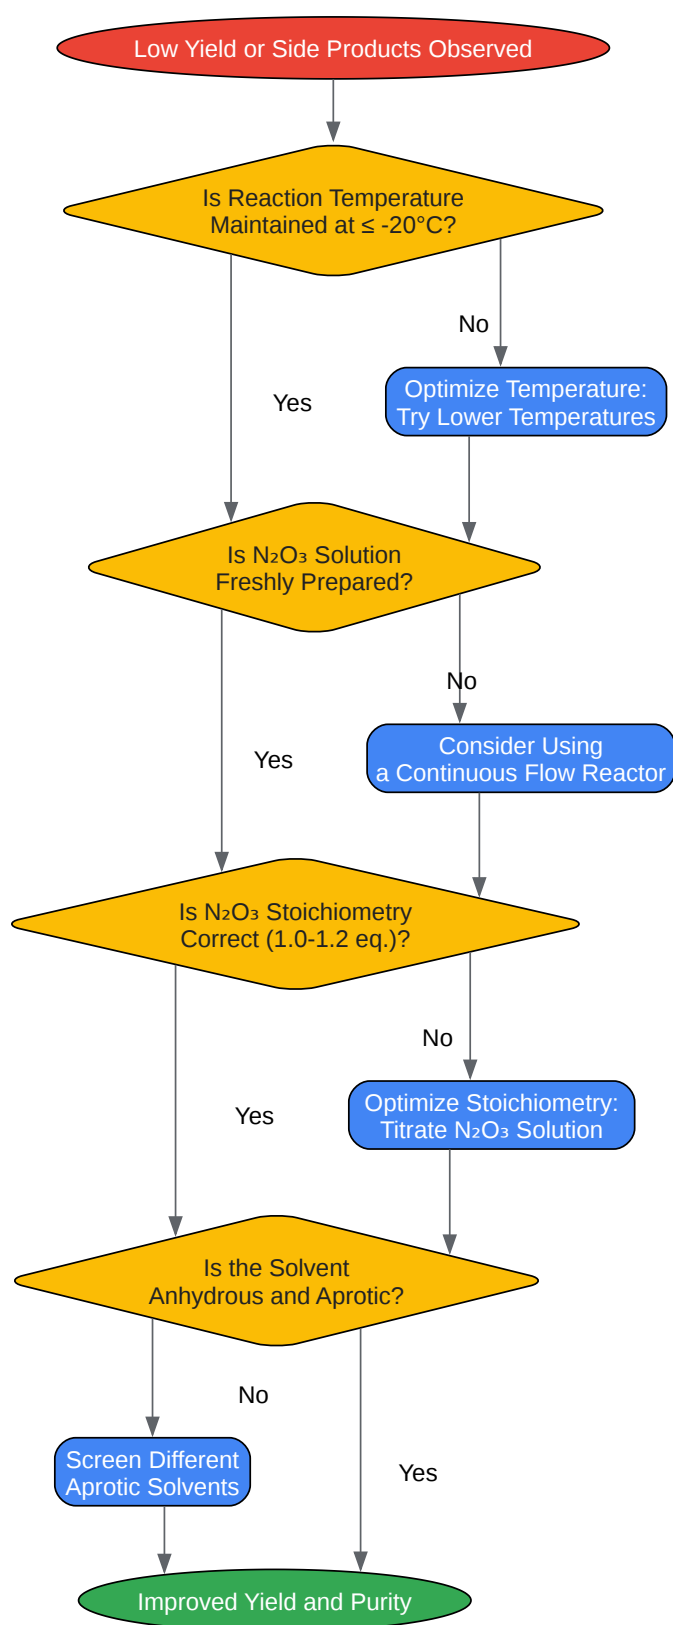 Low Yield or Side Products Observed
Is Reaction Temperature
Maintained at ≤ -20°C?
No
Yes
Optimize Temperature:
Try Lower Temperatures
Is N₂O₃ Solution
Freshly Prepared?
No
Yes
Consider Using
a Continuous Flow Reactor
Is N₂O₃ Stoichiometry
Correct (1.0-1.2 eq.)?
No
Yes
Optimize Stoichiometry:
Titrate N₂O₃ Solution
Is the Solvent
Anhydrous and Aprotic?
No
Yes
Screen Different
Aprotic Solvents
Improved Yield and Purity